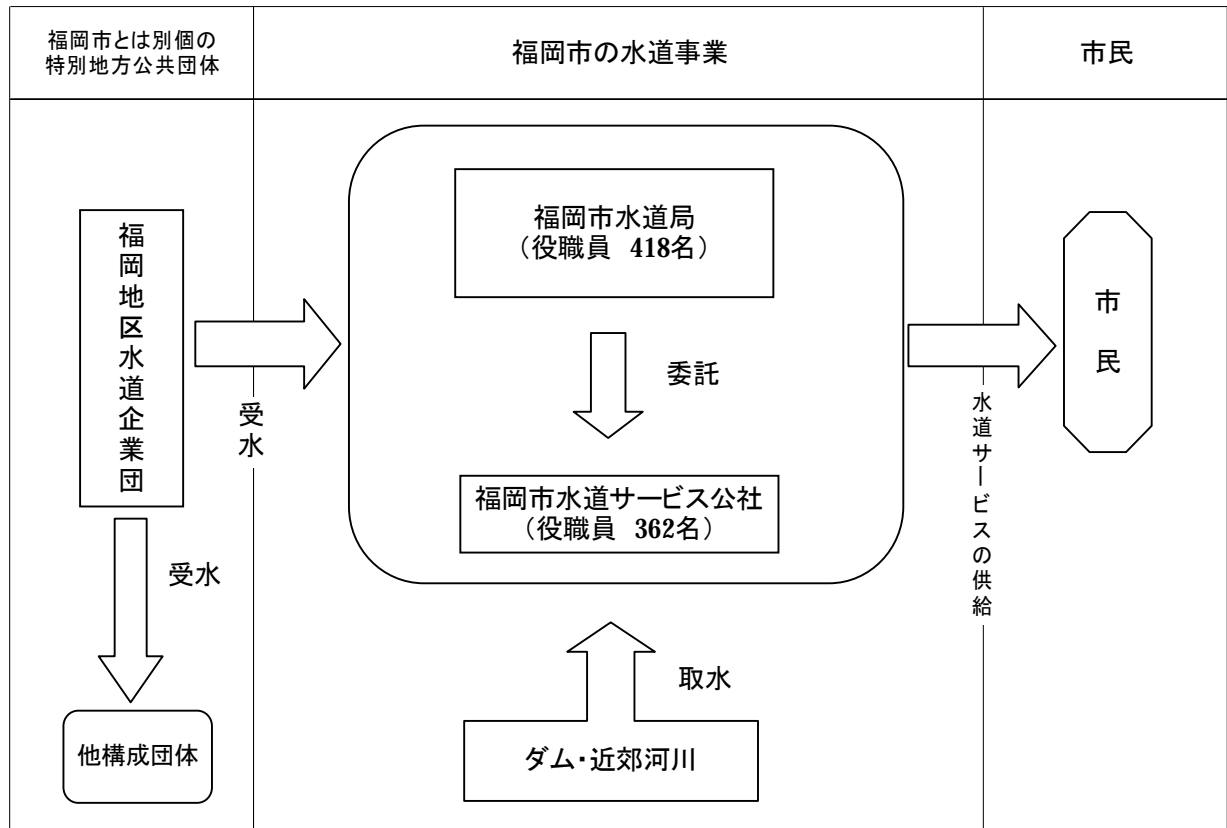 福岡市とは別個の
特別地方公共団体
福岡市の水道事業
市民
福岡地区水道企業団
受水
受水
他構成団体
福岡市水道局
（役職員 418名）
委託
福岡市水道サービス公社
（役職員 362名）
取水
ダム・近郊河川
水道サービスの供給
市民